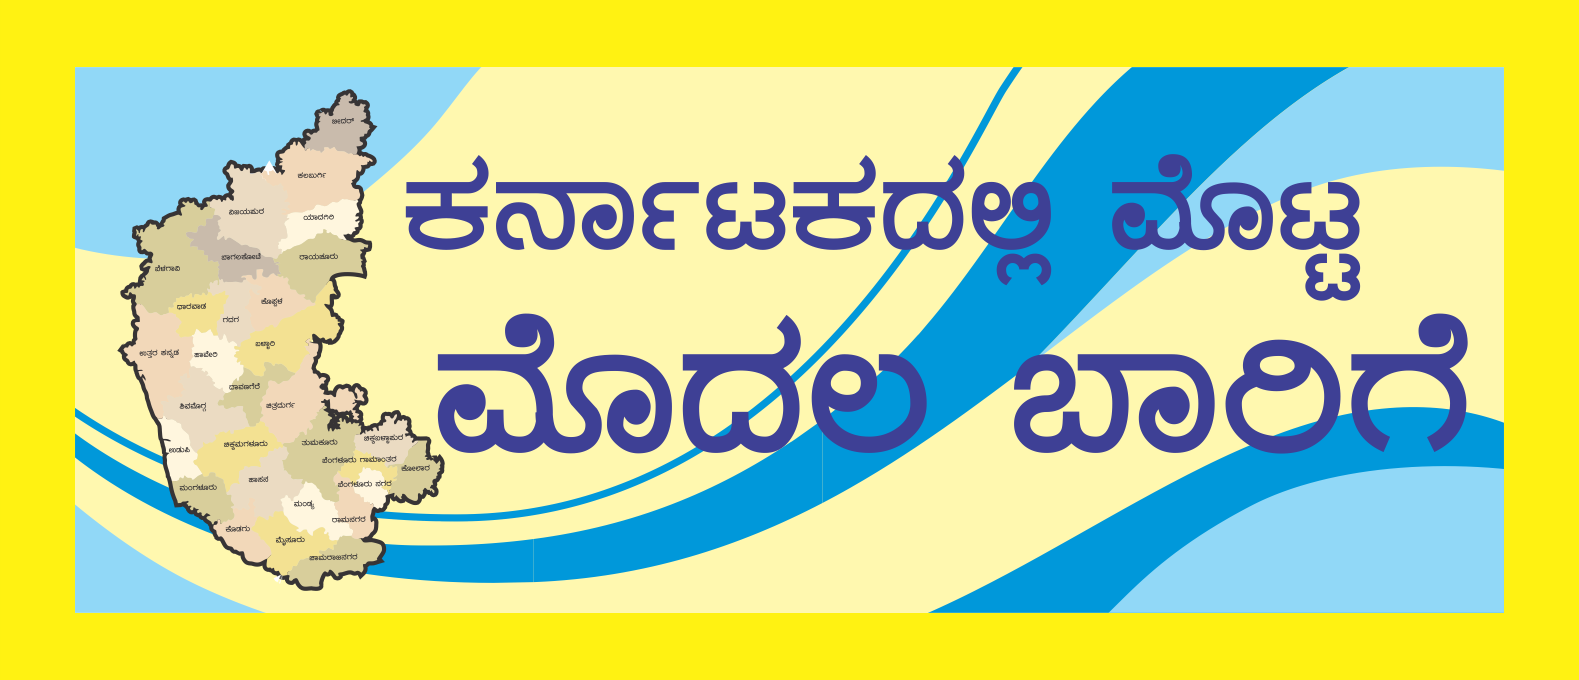 ಕರ್ನಾಟಕದಲ್ಲಿ ಮೊಟ್ಟ
ಮೊದಲ ಬಾರಿಗೆ
ಬೀದರ್
ಕಲಬುರ್ಗಿ
ವಿಜಯಪುರ
ಯಾದಗಿರಿ
ಬಾಗಲಕೋಟೆ
ರಾಯಚೂರು
ಬೆಳಗಾವಿ
ಧಾರವಾಡ
ಕೊಪ್ಪಳ
ಗದಗ
ಉತ್ತರ ಕನ್ನಡ
ಹಾವೇರಿ
ಬಳ್ಳಾರಿ
ದಾವಣಗೆರೆ
ಶಿವಮೊಗ್ಗ
ಚಿತ್ರದುರ್ಗ
ಉಡುಪಿ
ಚಿಕ್ಕಮಗಳೂರು
ತುಮಕೂರು
ಚಿಕ್ಕಬಳ್ಳಾಪುರ
ಬೆಂಗಳೂರು ಗ್ರಾಮಾಂತರ
ಕೋಲಾರ
ಮಂಗಳೂರು
ಹಾಸನ
ಬೆಂಗಳೂರು ನಗರ
ಮಂಡ್ಯ
ರಾಮನಗರ
ಕೊಡಗು
ಮೈಸೂರು
ಚಾಮರಾಜನಗರ